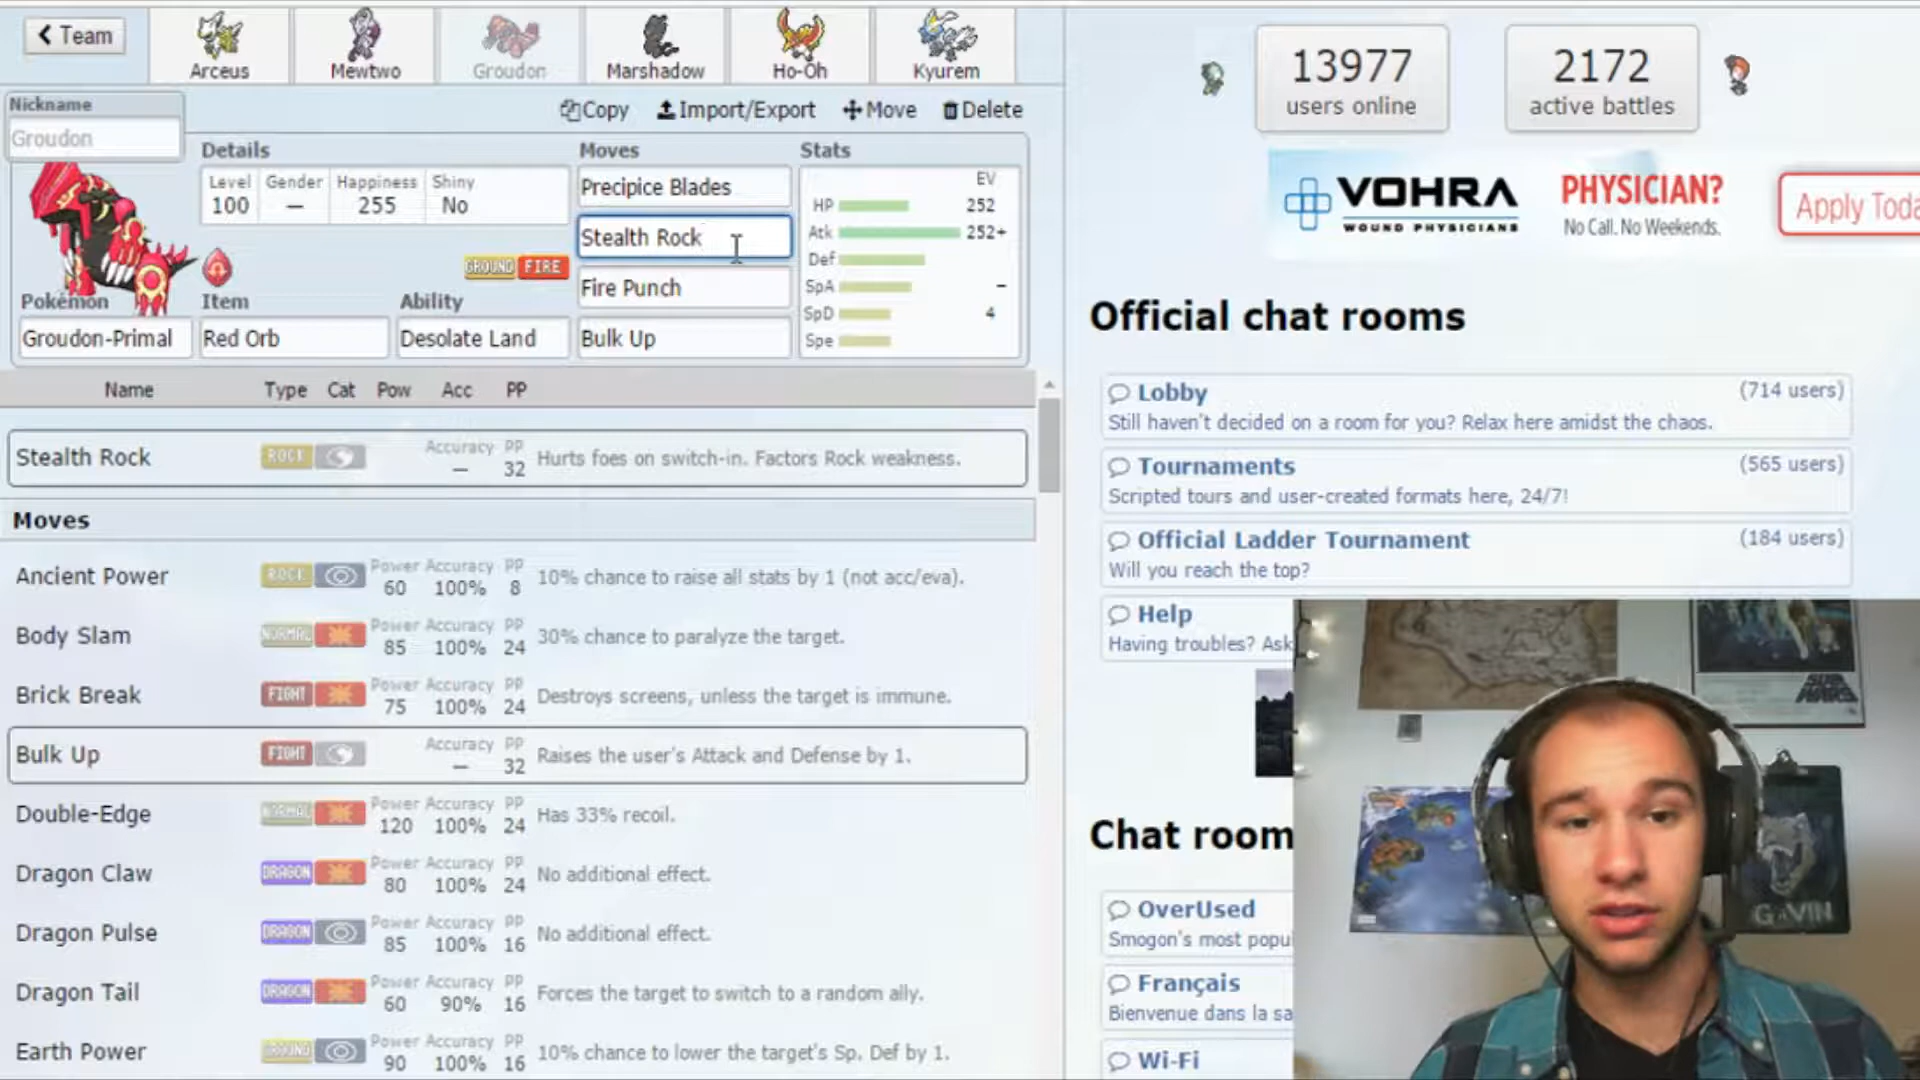 Team
Arceus
Mewtwo
Groudon
Marshadow
Ho-Oh
Kyurem
Copy
Import/Export
Move
Delete
Nickname
Groudon
Details
Level
100
Gender
—
Happiness
255
Shiny
No
GROUND FIRE
Pokémon
Groudon-Primal
Item
Red Orb
Ability
Desolate Land
Moves
Precipice Blades
Stealth Rock
Fire Punch
Bulk Up
Stats
EV
HP 252
Atk 252+
Def
SpA –
SpD 4
Spe
Name Type Cat Pow Acc PP
Stealth Rock ROCK Accuracy — PP 32 Hurts foes on switch-in. Factors Rock weakness.
Moves
Ancient Power ROCK Power 60 Accuracy 100% PP 8 10% chance to raise all stats by 1 (not acc/eva).
Body Slam NORMAL Power 85 Accuracy 100% PP 24 30% chance to paralyze the target.
Brick Break FIGHT Power 75 Accuracy 100% PP 24 Destroys screens, unless the target is immune.
Bulk Up FIGHT Accuracy — PP 32 Raises the user's Attack and Defense by 1.
Double-Edge NORMAL Power 120 Accuracy 100% PP 24 Has 33% recoil.
Dragon Claw DRAGON Power 80 Accuracy 100% PP 24 No additional effect.
Dragon Pulse DRAGON Power 85 Accuracy 100% PP 16 No additional effect.
Dragon Tail DRAGON Power 60 Accuracy 90% PP 16 Forces the target to switch to a random ally.
Earth Power GROUND Power 90 Accuracy 100% PP 16 10% chance to lower the target's Sp. Def by 1.
13977
users online
2172
active battles
VOHRA
WOUND PHYSICIANS
PHYSICIAN?
No Call. No Weekends.
Apply Toda
Official chat rooms
Lobby (714 users)
Still haven't decided on a room for you? Relax here amidst the chaos.
Tournaments (565 users)
Scripted tours and user-created formats here, 24/7!
Official Ladder Tournament (184 users)
Will you reach the top?
Help
Having troubles? Ask
Chat room
OverUsed
Smogon's most popu
Français
Bienvenue dans la sa
Wi-Fi
WARS
GAVIN